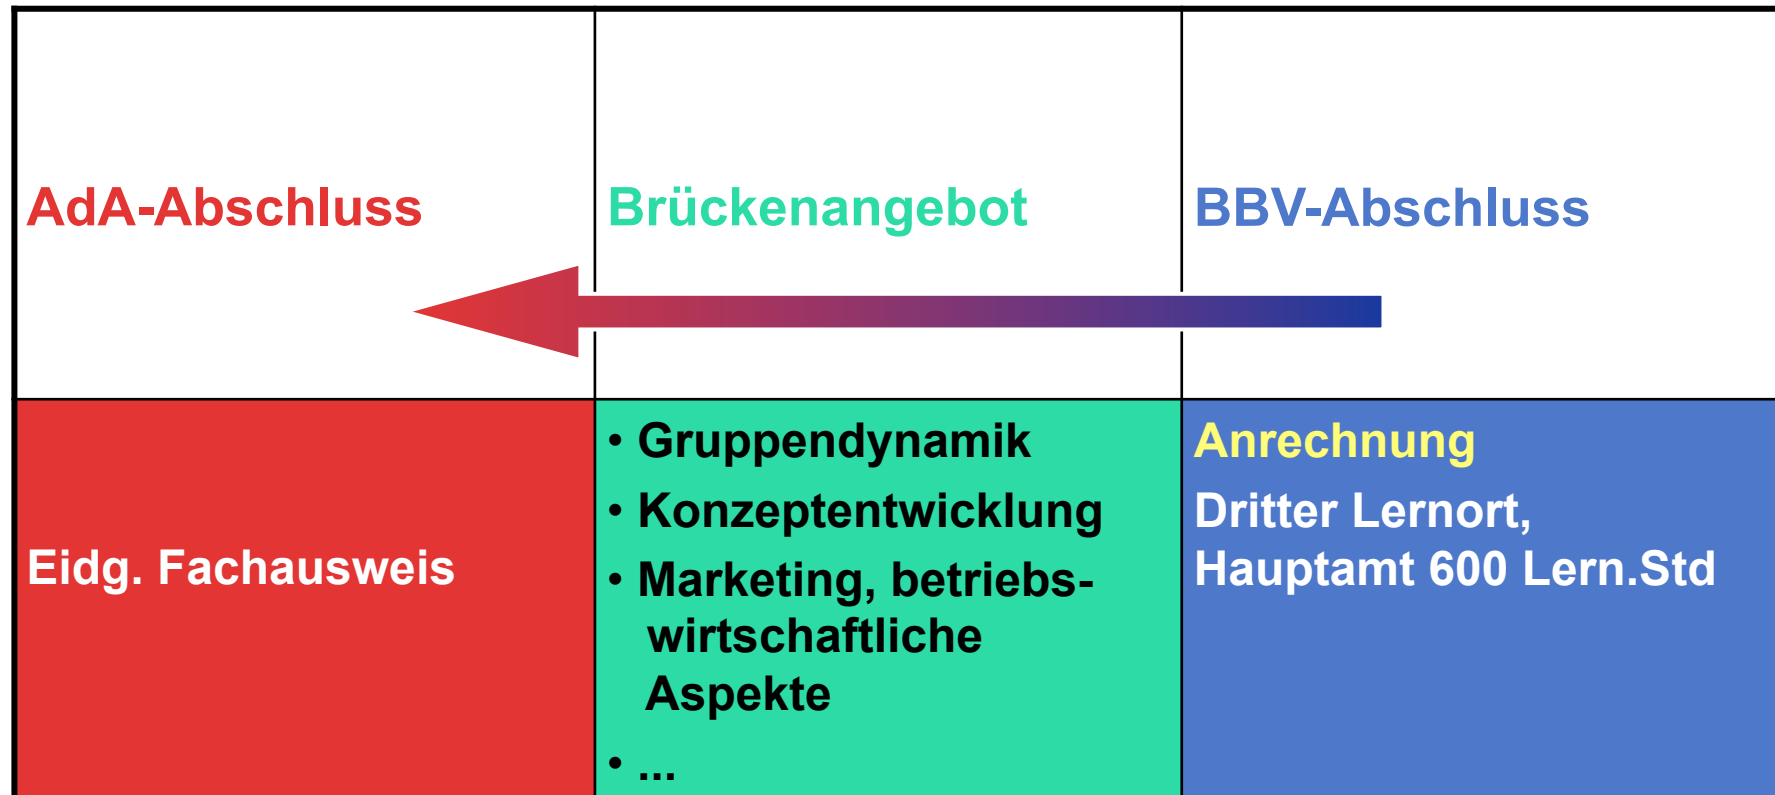 AdA-Abschluss
Brückenangebot
BBV-Abschluss
Eidg. Fachausweis
• Gruppendynamik
• Konzeptentwicklung
• Marketing, betriebs-
wirtschaftliche
Aspekte
• ...
Anrechnung
Dritter Lernort,
Hauptamt 600 Lern.Std